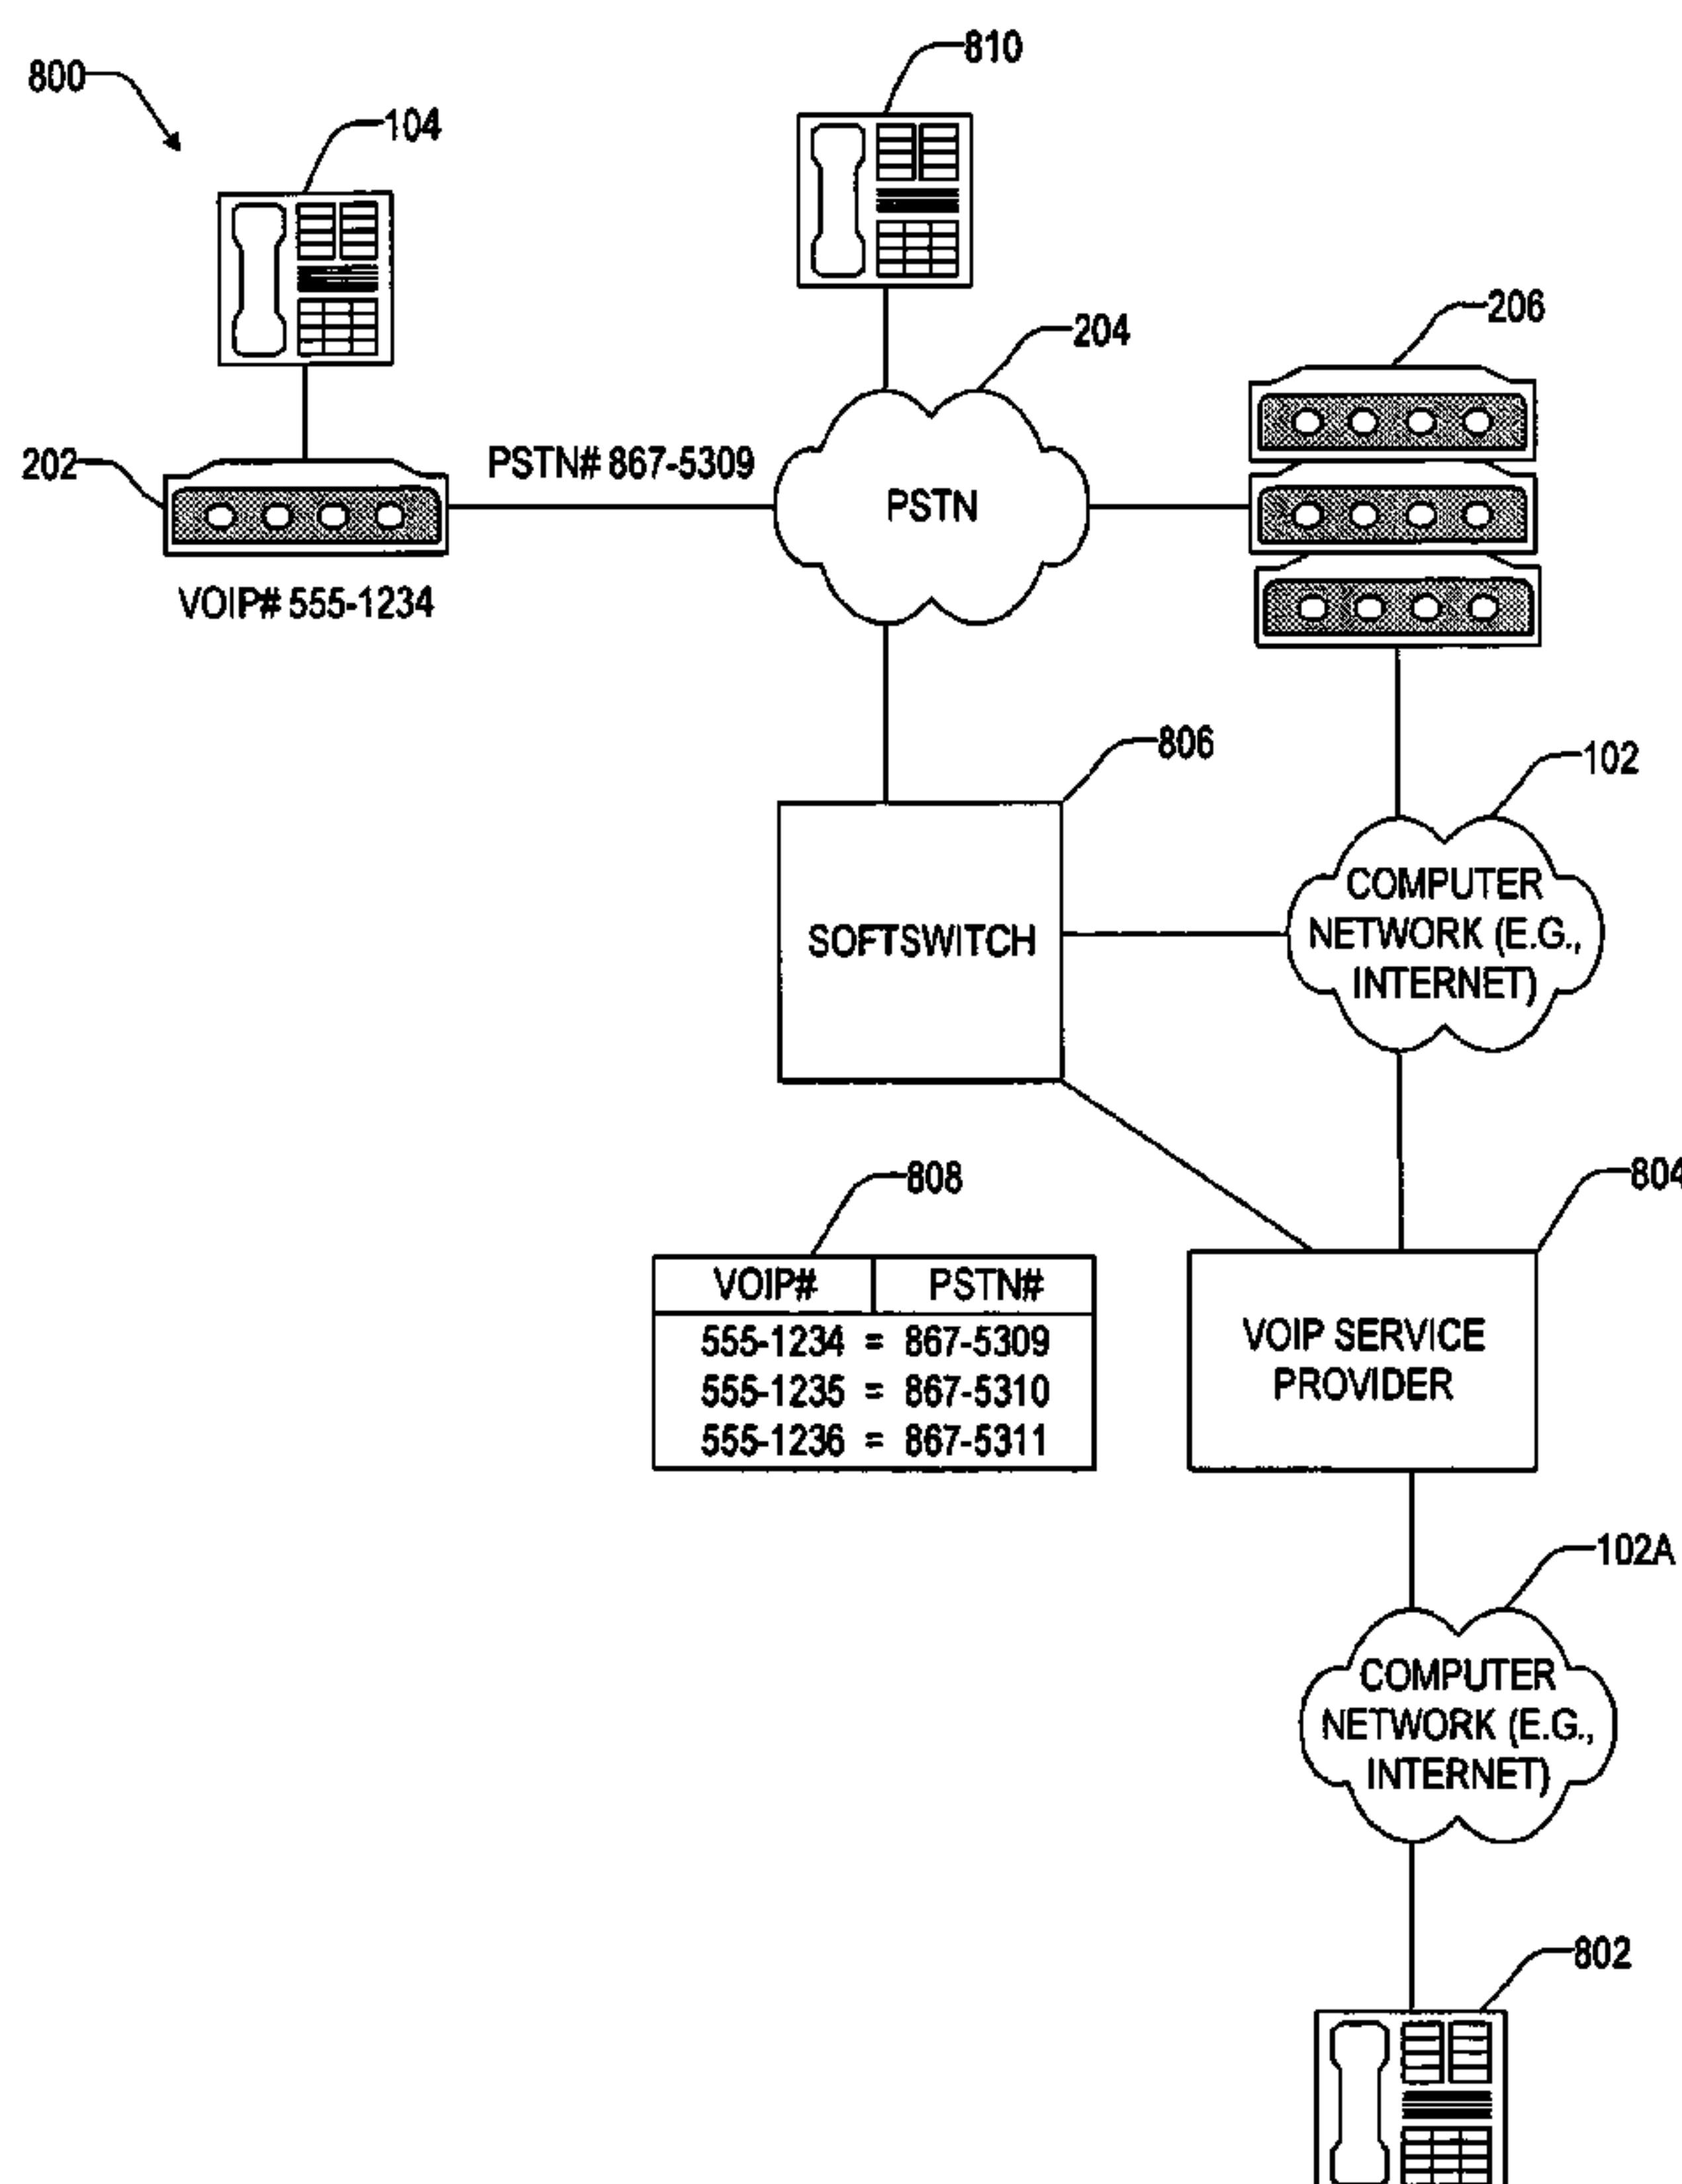 810
800
104
206
204
202
PSTN# 867-5309
PSTN
VOIP# 555-1234
806
102
COMPUTER
NETWORK (E.G.,
INTERNET)
SOFTSWITCH
808
804
VOIP# PSTN#
555-1234 = 867-5309
555-1235 = 867-5310
555-1236 = 867-5311
VOIP SERVICE
PROVIDER
102A
COMPUTER
NETWORK (E.G.,
INTERNET)
802